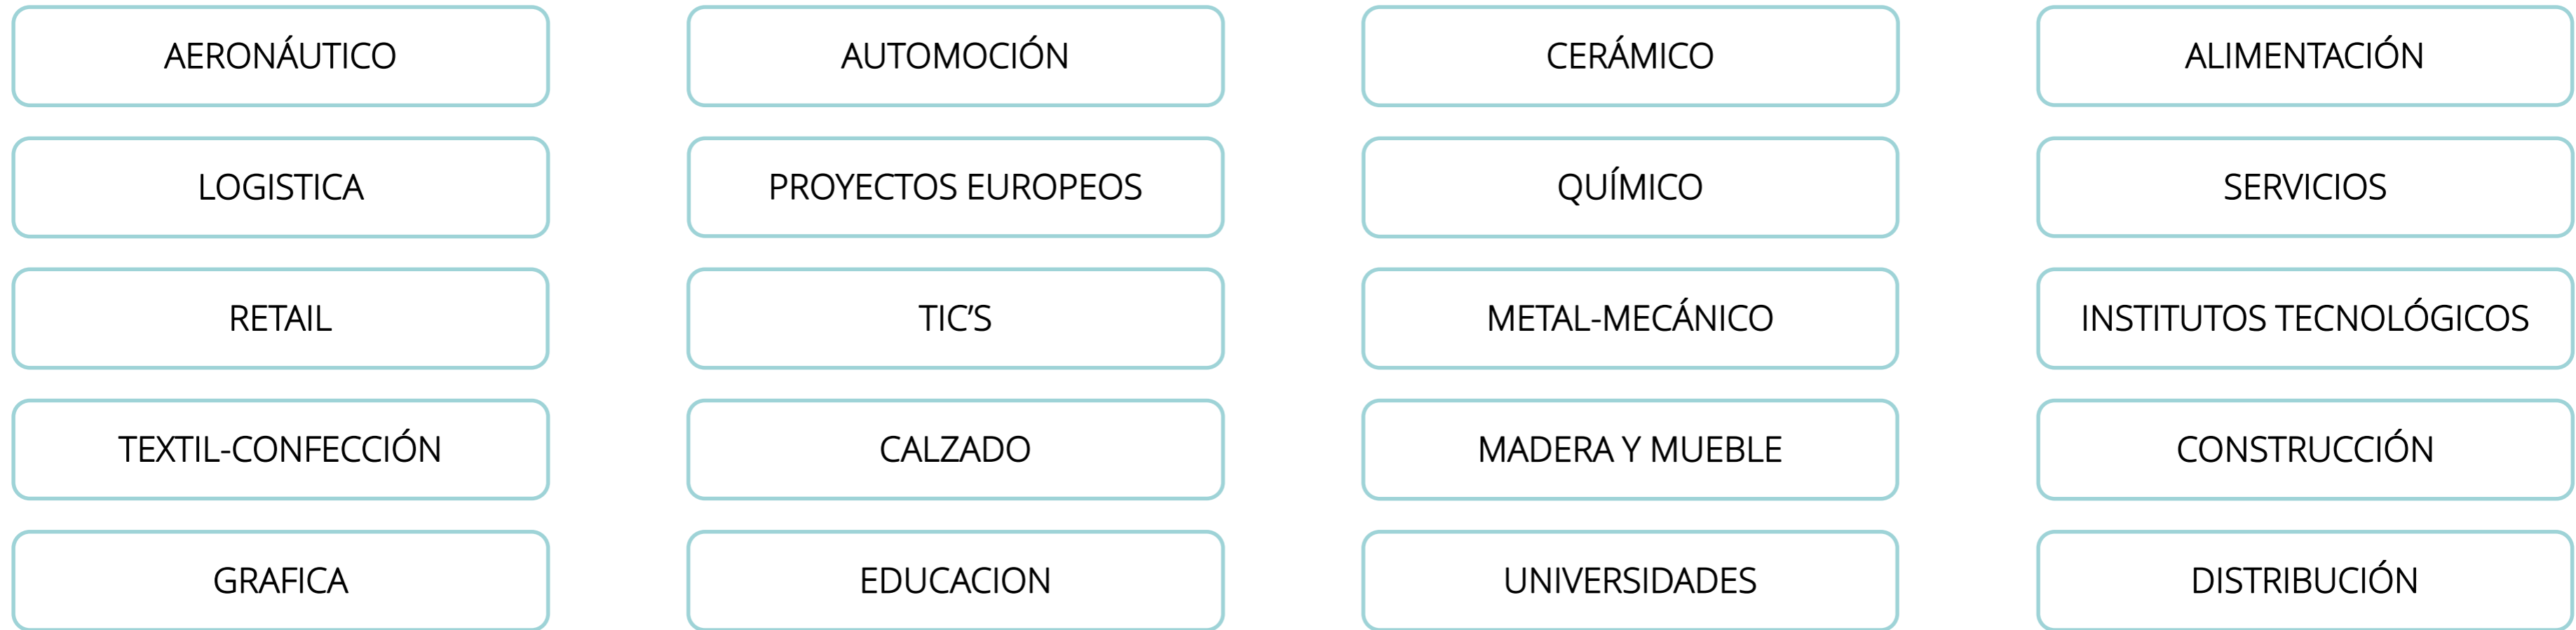 AERONÁUTICO
AUTOMOCIÓN
CERÁMICO
ALIMENTACIÓN
LOGISTICA
PROYECTOS EUROPEOS
QUÍMICO
SERVICIOS
RETAIL
TIC’S
METAL-MECÁNICO
INSTITUTOS TECNOLÓGICOS
TEXTIL-CONFECCIÓN
CALZADO
MADERA Y MUEBLE
CONSTRUCCIÓN
GRAFICA
EDUCACION
UNIVERSIDADES
DISTRIBUCIÓN